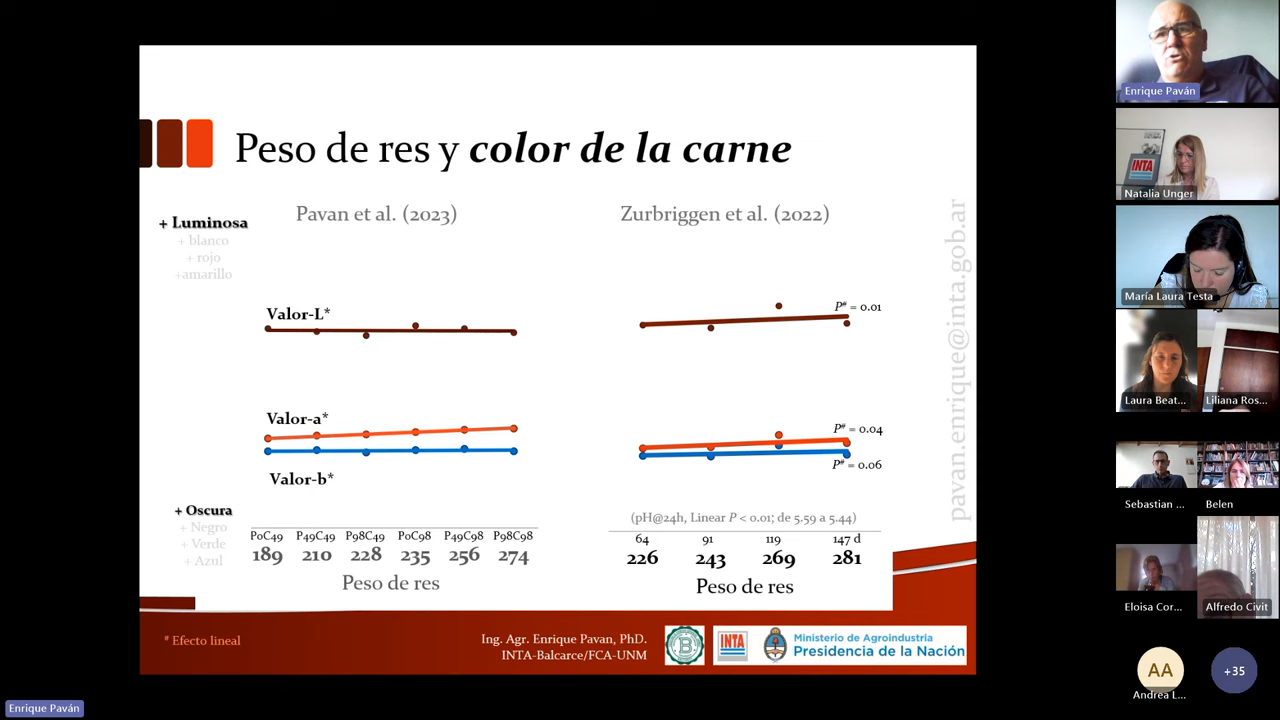 Peso de res y color de la carne
Pavan et al. (2023)
Zurbriggen et al. (2022)
+ Luminosa
+ blanco
+ rojo
+amarillo
Valor-L*
P# = 0.01
Valor-a*
P# = 0.04
Valor-b*
P# = 0.06
+ Oscura
+ Negro
+ Verde
+ Azul
(pH@24h, Linear P < 0.01; de 5.59 a 5.44)
P0C49 P49C49 P98C49 P0C98 P49C98 P98C98
189 210 228 235 256 274
Peso de res
64 91 119 147 d
226 243 269 281
Peso de res
pavan.enrique@inta.gob.ar
# Efecto lineal
Ing. Agr. Enrique Pavan, PhD.
INTA-Balcarce/FCA-UNM
INTA
Ministerio de Agroindustria
Presidencia de la Nación
Enrique Paván
INTA
Natalia Unger
María Laura Testa
Laura Beat...
Liliana Ros...
Sebastian ...
Belen
Eloisa Cor...
Alfredo Civit
AA
Andrea L...
+35
Enrique Paván